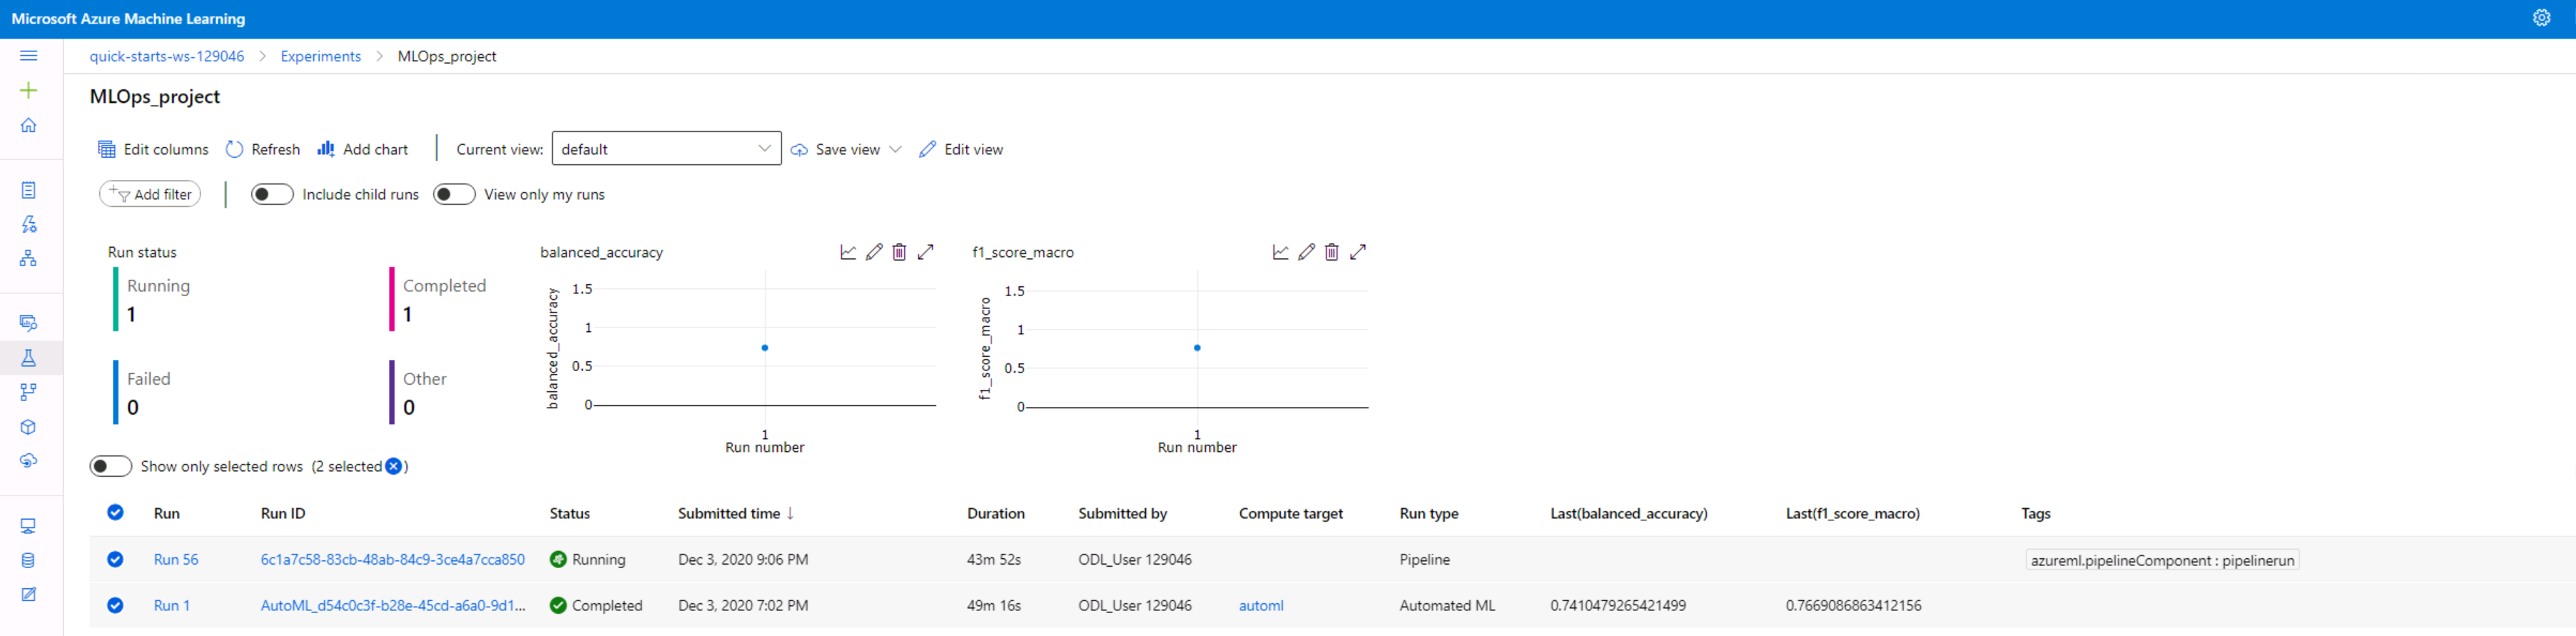 Microsoft Azure Machine Learning
quick-starts-ws-129046 > Experiments > MLOps_project
MLOps_project
Edit columns Refresh Add chart Current view: default Save view Edit view
Add filter Include child runs View only my runs
Run status
Running
1
Completed
1
Failed
0
Other
0
balanced_accuracy
balanced_accuracy
1.5
1
0.5
0
1
Run number
f1_score_macro
f1_score_macro
1.5
1
0.5
0
1
Run number
Show only selected rows (2 selected )
Run Run ID Status Submitted time ↓ Duration Submitted by Compute target Run type Last(balanced_accuracy) Last(f1_score_macro) Tags
Run 56 6c1a7c58-83cb-48ab-84c9-3ce4a7cca850 Running Dec 3, 2020 9:06 PM 43m 52s ODL_User 129046 Pipeline azureml.pipelineComponent : pipelinerun
Run 1 AutoML_d54c0c3f-b28e-45cd-a6a0-9d1... Completed Dec 3, 2020 7:02 PM 49m 16s ODL_User 129046 automl Automated ML 0.7410479265421499 0.7669086863412156